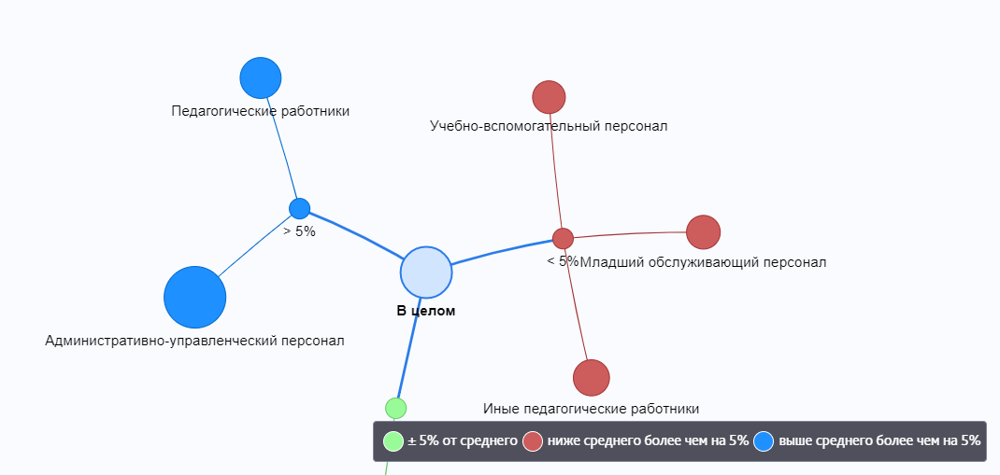 Педагогические работники
Учебно-вспомогательный персонал
> 5%
< 5%
Младший обслуживающий персонал
В целом
Административно-управленческий персонал
Иные педагогические работники
± 5% от среднего
ниже среднего более чем на 5%
выше среднего более чем на 5%